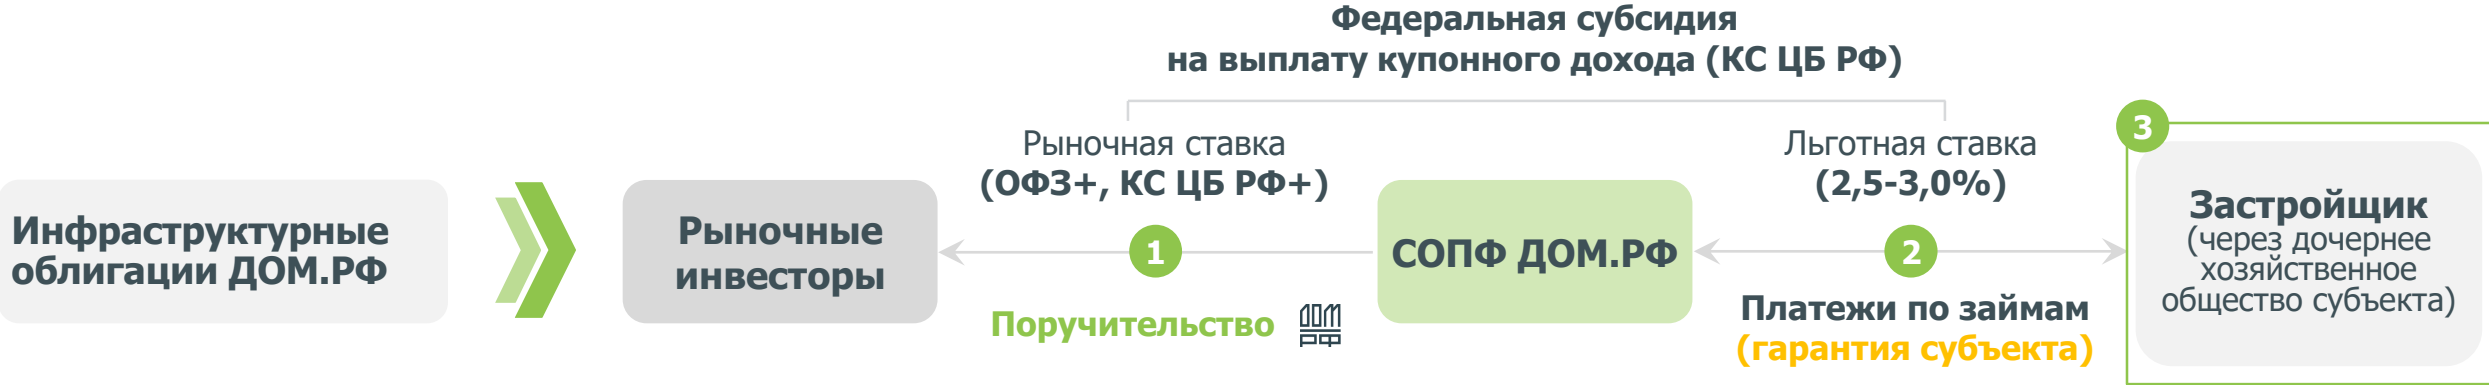 Федеральная субсидия
на выплату купонного дохода (КС ЦБ РФ)
Инфраструктурные
облигации ДОМ.РФ
Рыночные
инвесторы
Рыночная ставка
(ОФЗ+, КС ЦБ РФ+)
1
Поручительство ДОМ
РФ
СОПФ ДОМ.РФ
Льготная ставка
(2,5-3,0%)
2
Платежи по займам
(гарантия субъекта)
3
Застройщик
(через дочернее
хозяйственное
общество субъекта)